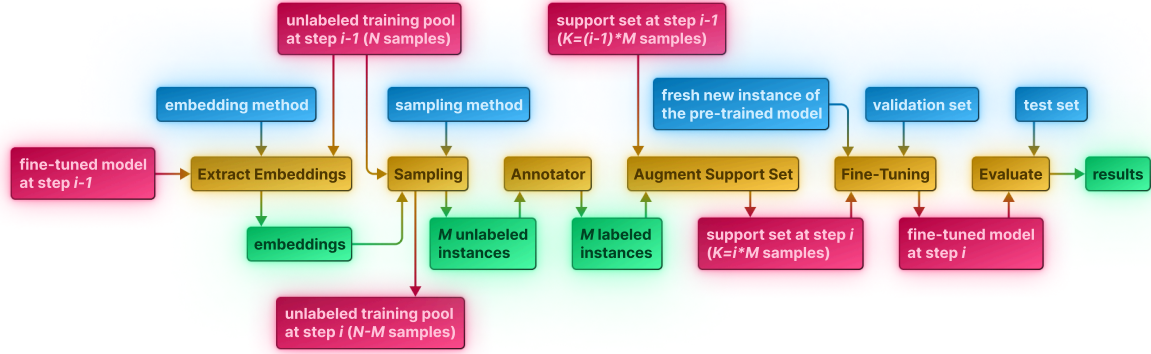 unlabeled training pool
at step i-1 (N samples)
support set at step i-1
(K=(i-1)*M samples)
embedding method
sampling method
fresh new instance of
the pre-trained model
validation set
test set
fine-tuned model
at step i-1
Extract Embeddings
Sampling
Annotator
Augment Support Set
Fine-Tuning
Evaluate
results
embeddings
M unlabeled
instances
M labeled
instances
support set at step i
(K=i*M samples)
fine-tuned model
at step i
unlabeled training pool
at step i (N-M samples)